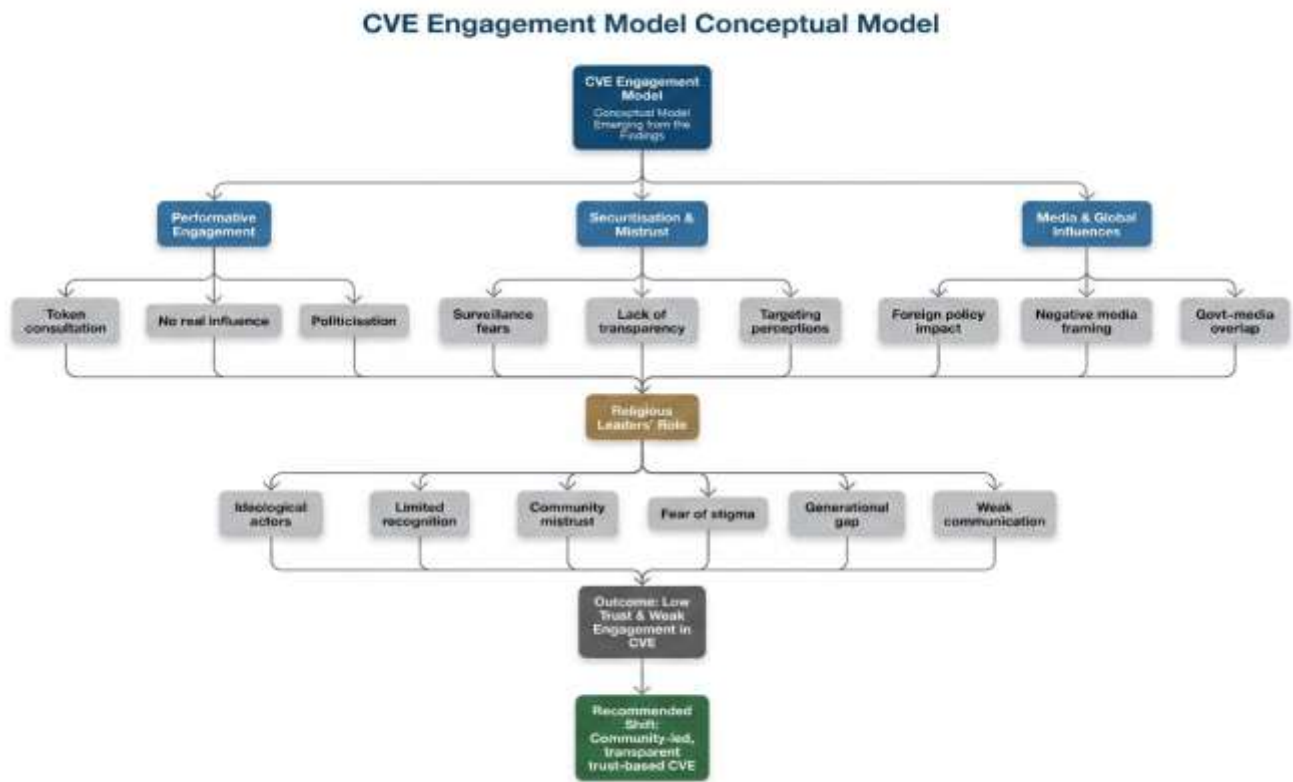 CVE Engagement Model Conceptual Model
CVE Engagement
Model
Conceptual Model
Emerging from the
Findings
Performative
Engagement
Securitisation &
Mistrust
Media & Global
Influences
Token
consultation
No real influence
Politicisation
Surveillance
fears
Lack of
transparency
Targeting
perceptions
Foreign policy
impact
Negative media
framing
Govt-media
overlap
Religious
Leaders' Role
Ideological
actors
Limited
recognition
Community
mistrust
Fear of stigma
Generational
gap
Weak
communication
Outcome: Low
Trust & Weak
Engagement in
CVE
Recommended
Shift:
Community-led,
transparent
trust-based CVE